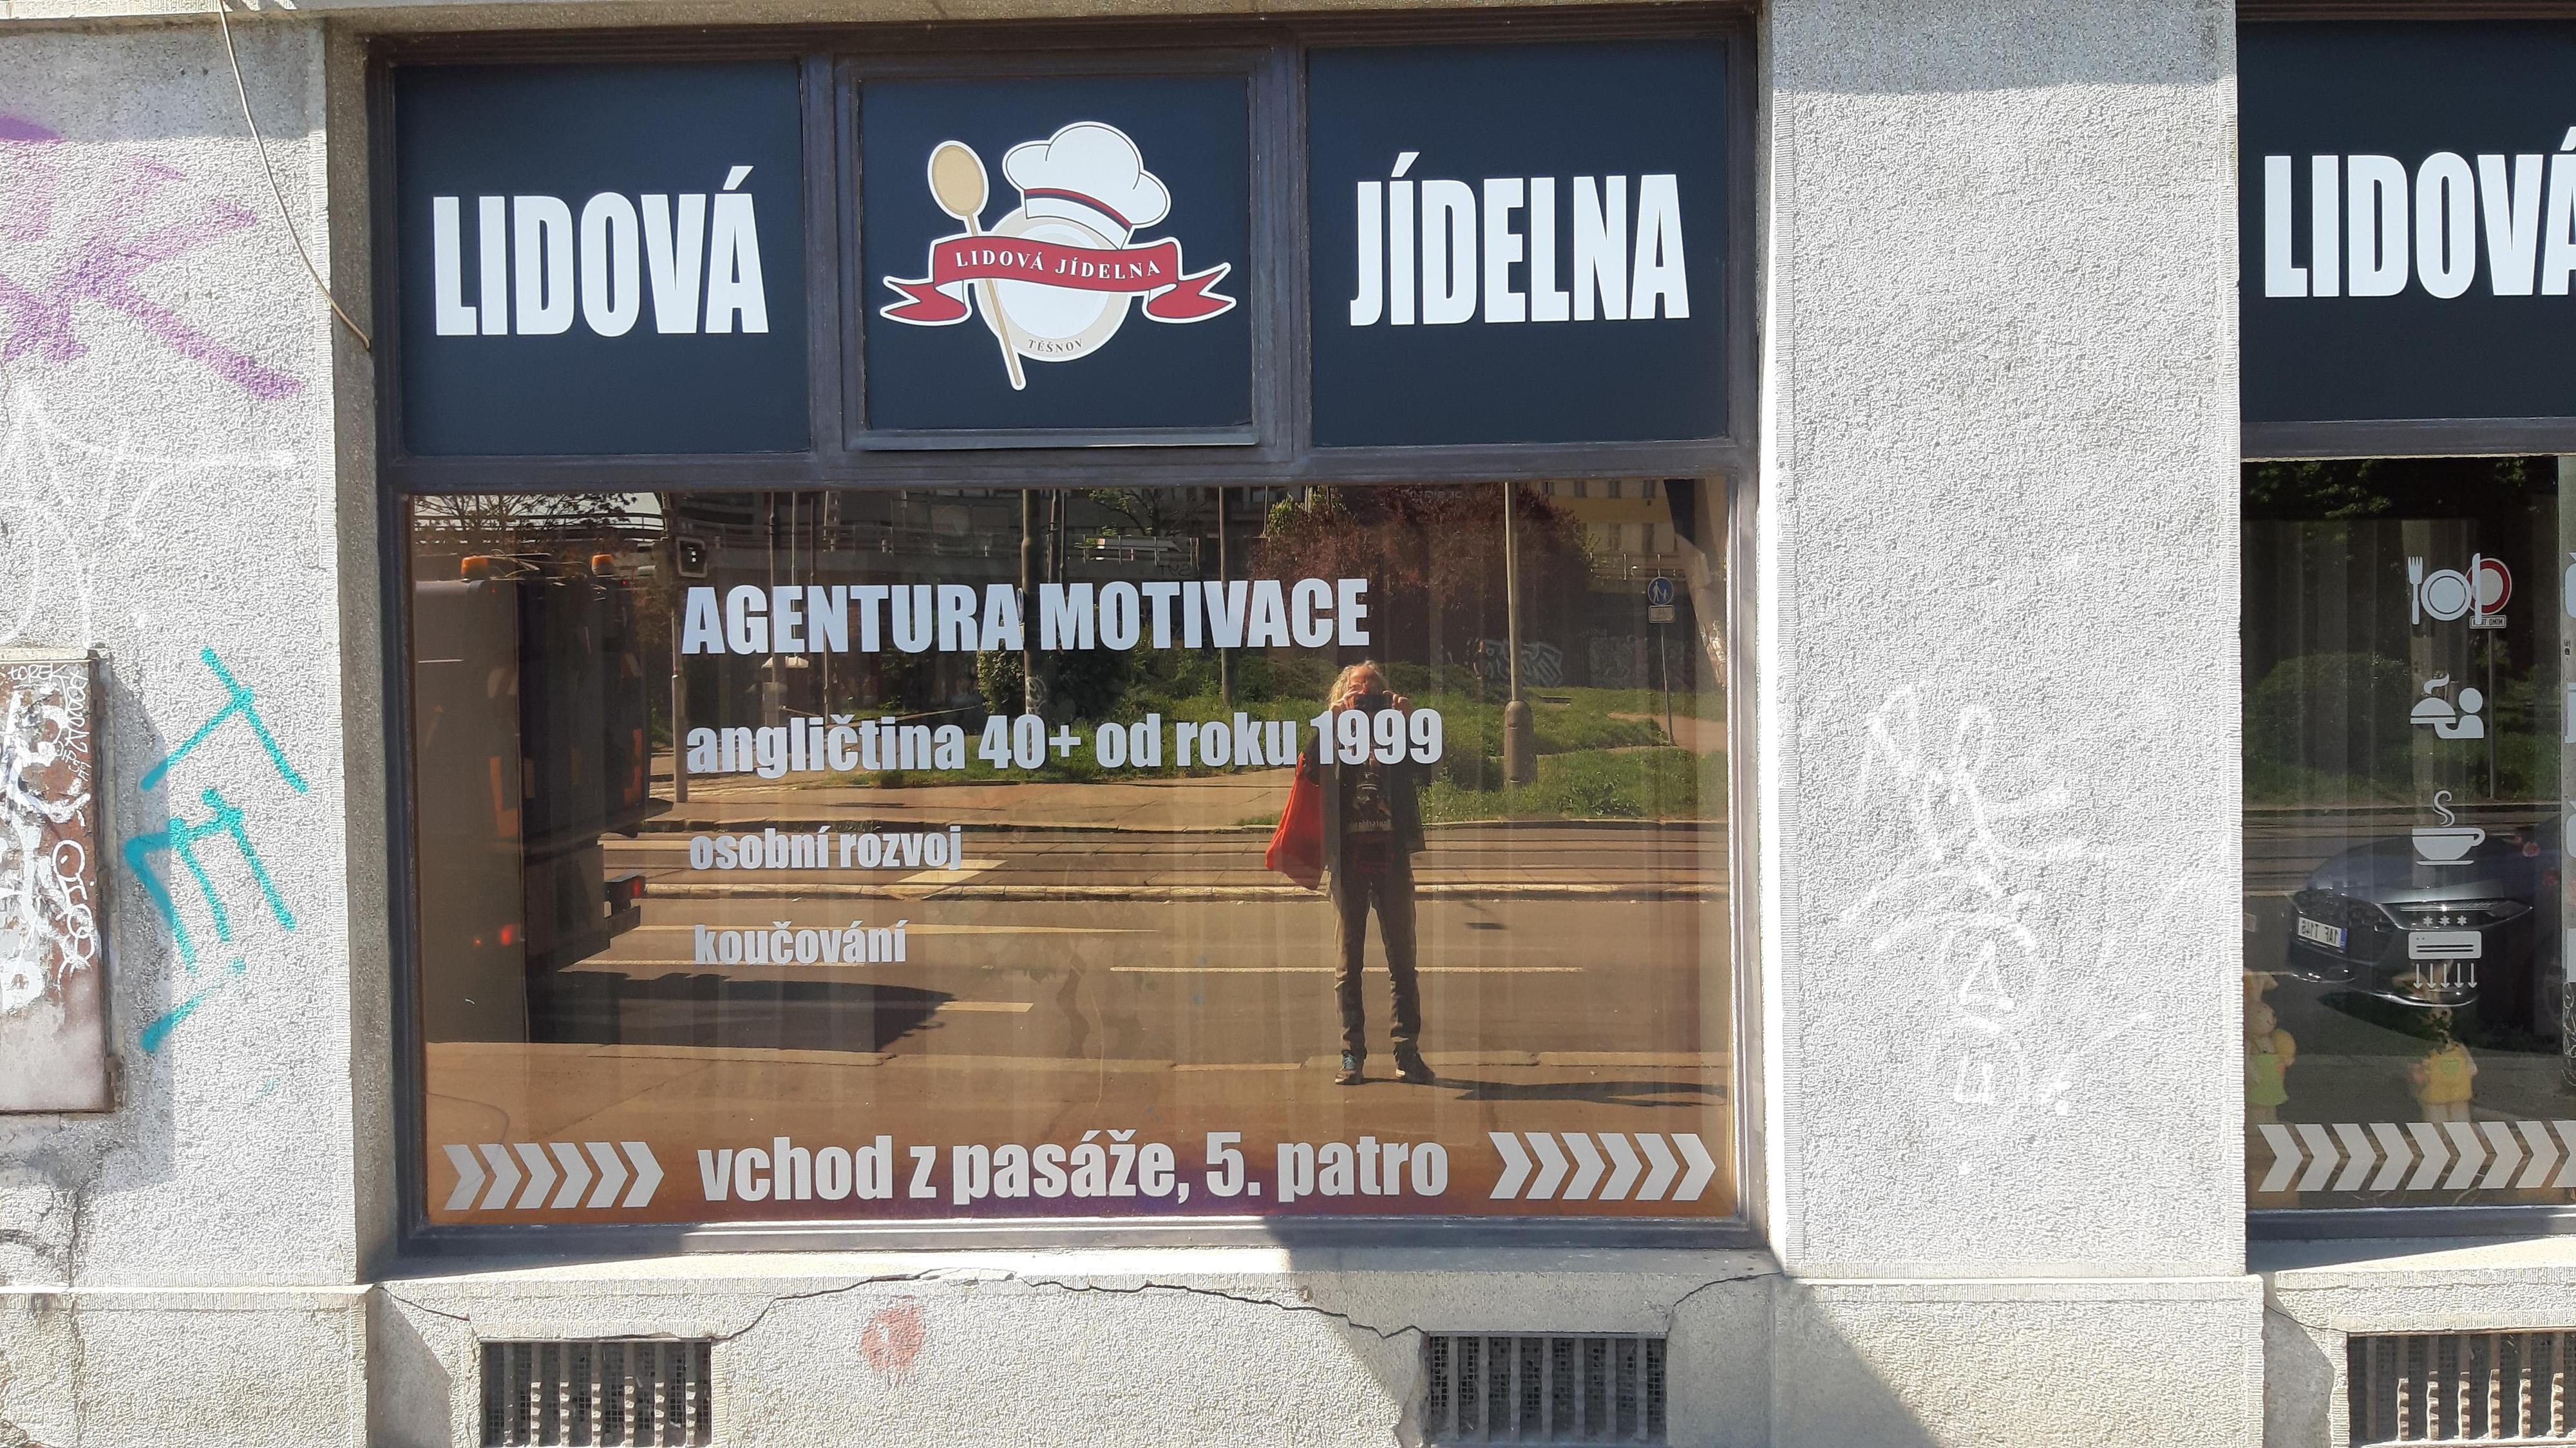 LIDOVÁ
LIDOVÁ JÍDELNA
TĚŠNOV
JÍDELNA
AGENTURA MOTIVACE
angličtina 40+ od roku 1999
osobní rozvoj
koučování
vchod z pasáže, 5. patro
LIDOVÁ